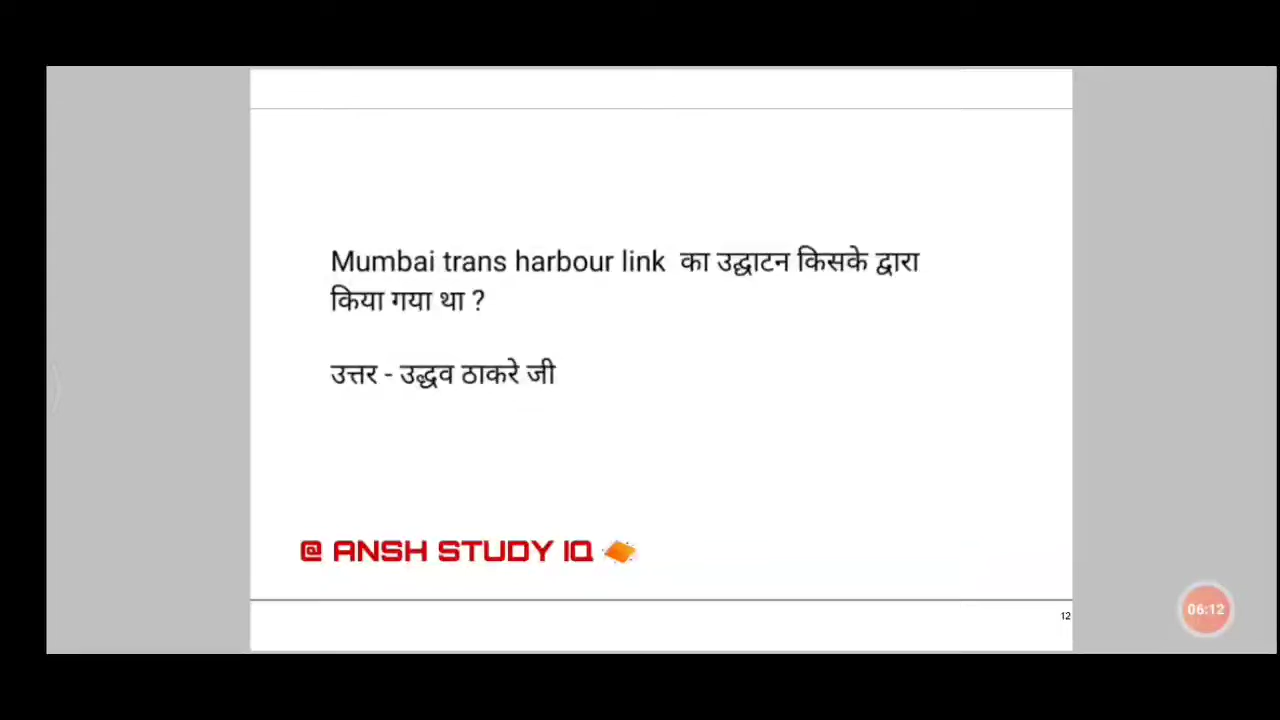 Mumbai trans harbour link का उद्घाटन किसके द्वारा
किया गया था ?
उत्तर - उद्धव ठाकरे जी
@ ANSH STUDY IQ
12
06:12